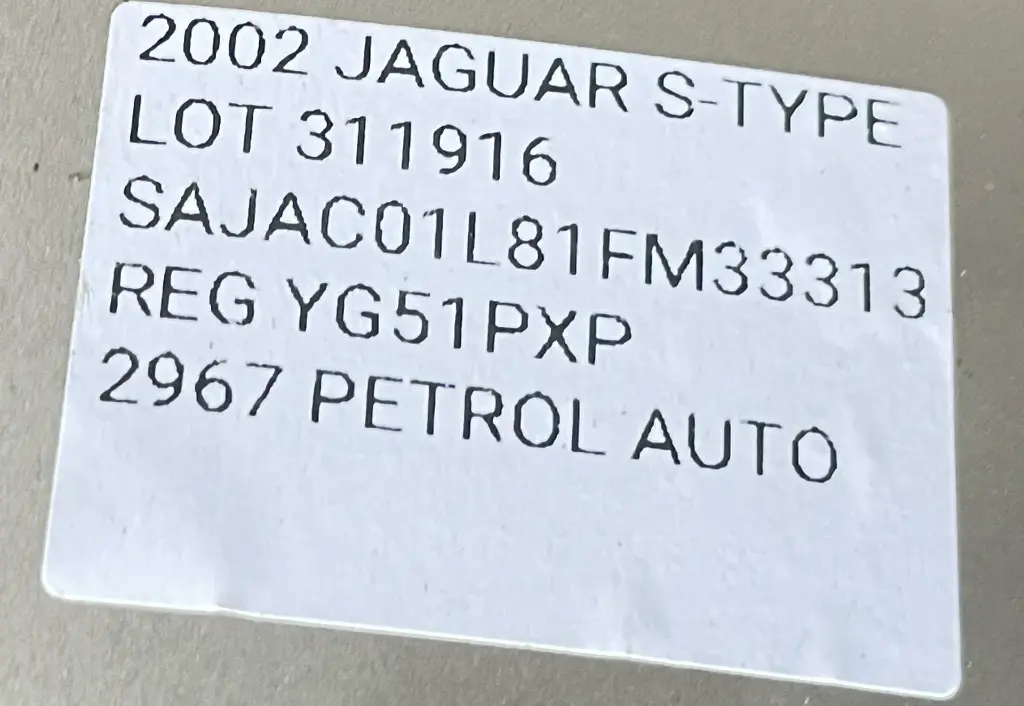 2002 JAGUAR S-TYPE
LOT 311916
SAJAC01L81FM33313
REG YG51PXP
2967 PETROL AUTO